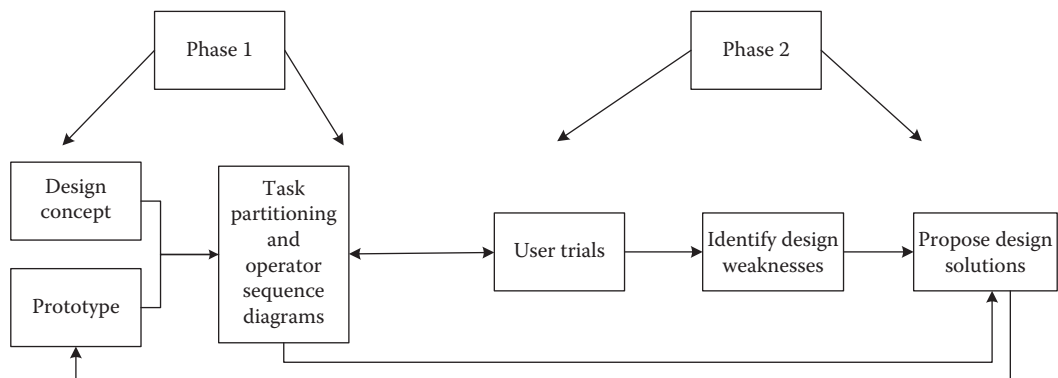 Phase 1
Phase 2
Design
concept
Prototype
Task
partitioning
and
operator
sequence
diagrams
User trials
Identify design
weaknesses
Propose design
solutions